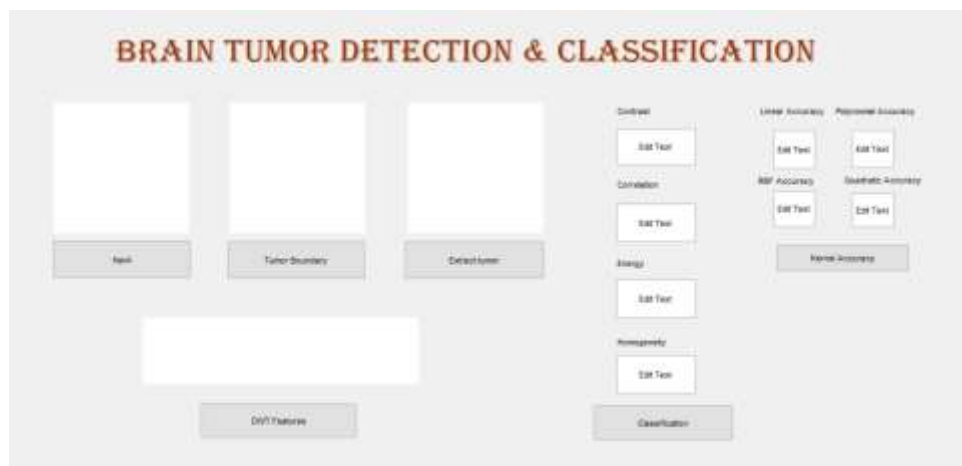 BRAIN TUMOR DETECTION & CLASSIFICATION
Contrast
Edit Text
Correlation
Edit Text
Energy
Edit Text
Homogeneity
Edit Text
Classification
Linear Accuracy Polynomial Accuracy
Edit Text Edit Text
RBF Accuracy Quadratic Accuracy
Edit Text Edit Text
Kernel Accuracy
Tumor Boundary
Extract tumor
DWT Features